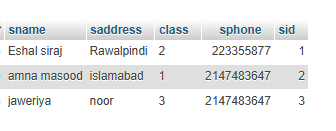 sname saddress class sphone sid
Eshal siraj Rawalpindi 2 223355877 1
amna masood islamabad 1 2147483647 2
jaweriya noor 3 2147483647 3